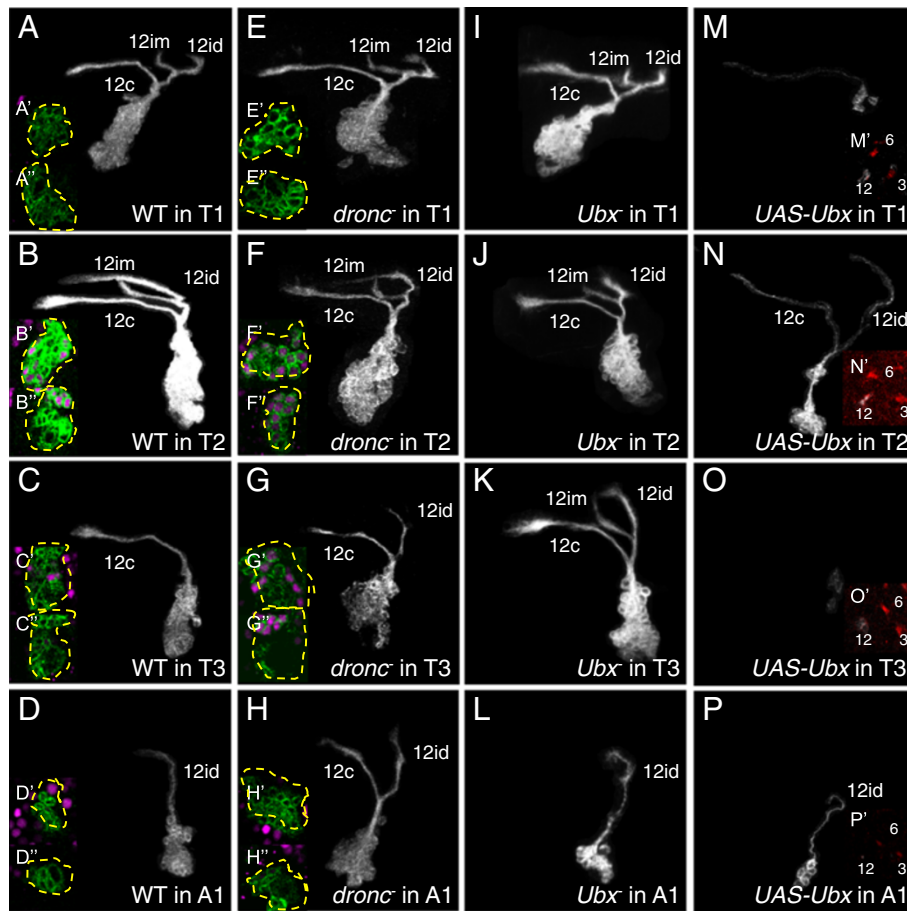 A 12im 12id
12c
A'
A"
WT in T1
E 12im 12id
12c
E'
E"
dronc- in T1
I 12im 12id
12c
Ubx- in T1
M
M' 6
12 3
UAS-Ubx in T1
B 12im
12id
12c
B'
B"
WT in T2
F 12im 12id
12c
F'
F"
dronc- in T2
J 12im 12id
12c
Ubx- in T2
N
12c 12id
N' 6
12 3
UAS-Ubx in T2
C
12c
C'
C"
WT in T3
G 12id
12c
G'
G"
dronc- in T3
K 12im 12id
12c
Ubx- in T3
O
O' 6
12 3
UAS-Ubx in T3
D
12id
D'
D"
WT in A1
H
12c 12id
H'
H"
dronc- in A1
L
12id
Ubx- in A1
P
12id
P' 6
12 3
UAS-Ubx in A1